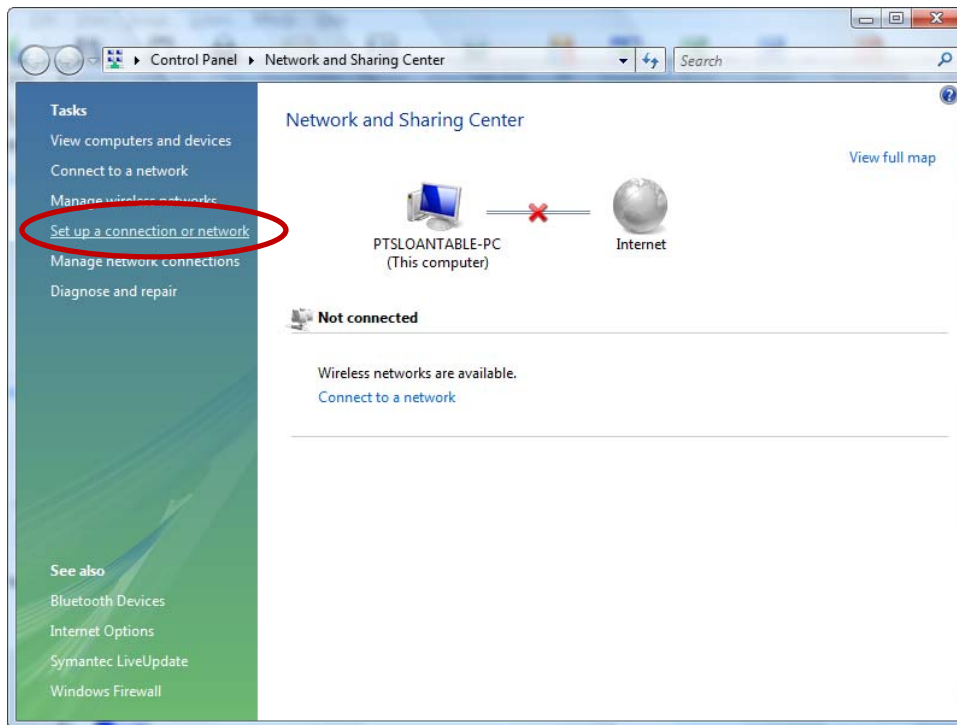 Control Panel
Network and Sharing Center
Search
Tasks
View computers and devices
Connect to a network
Manage wireless networks
Set up a connection or network
Manage network connections
Diagnose and repair
Network and Sharing Center
View full map
PTSLOANTABLE-PC
(This computer)
Internet
Not connected
Wireless networks are available.
Connect to a network
See also
Bluetooth Devices
Internet Options
Symantec LiveUpdate
Windows Firewall